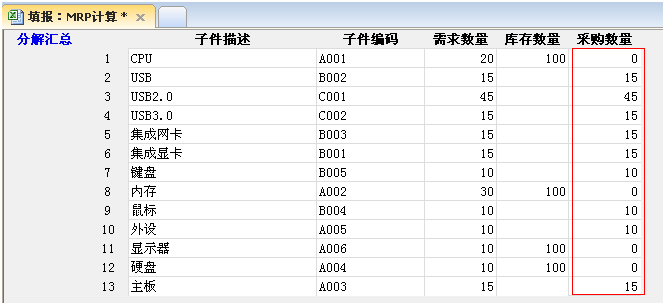 填报：MRP计算 *
分解汇总 子件描述 子件编码 需求数量 库存数量 采购数量
1 CPU A001 20 100 0
2 USB B002 15 15
3 USB2.0 C001 45 45
4 USB3.0 C002 15 15
5 集成网卡 B003 15 15
6 集成显卡 B001 15 15
7 键盘 B005 10 10
8 内存 A002 30 100 0
9 鼠标 B004 10 10
10 外设 A005 10 10
11 显示器 A006 10 100 0
12 硬盘 A004 10 100 0
13 主板 A003 15 15